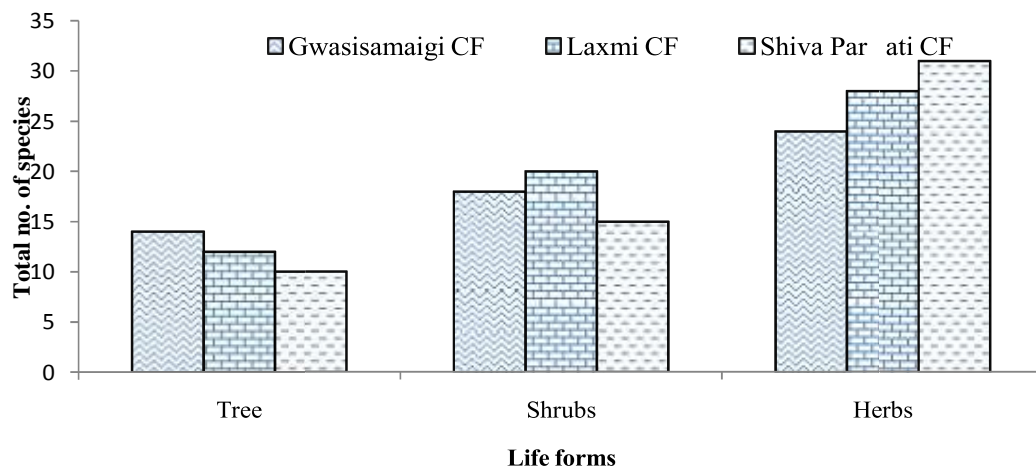 Total no. of species
35
30
25
20
15
10
5
0
Gwasisamaigi CF Laxmi CF Shiva Par ati CF
Tree Shrubs Herbs
Life forms